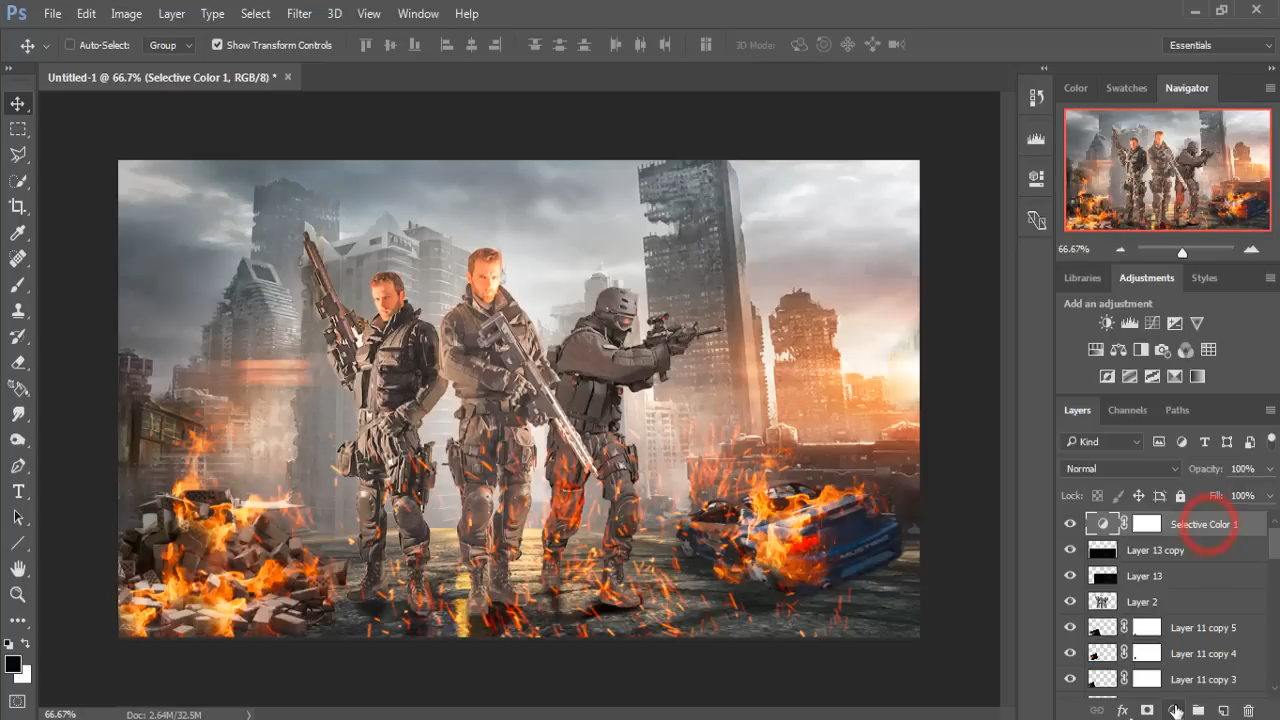 Ps File Edit Image Layer Type Select Filter 3D View Window Help
Auto-Select: Group Show Transform Controls 3D Mode: Essentials
Untitled-1 @ 66.7% (Selective Color 1, RGB/8) * ×
Color Swatches Navigator
66.67%
Libraries Adjustments Styles
Add an adjustment
Layers Channels Paths
Kind
Normal Opacity: 100%
Lock: Fill: 100%
Selective Color 1
Layer 13 copy
Layer 13
Layer 2
Layer 11 copy 5
Layer 11 copy 4
Layer 11 copy 3
fx
66.67% Doc: 2.64M/32.5M